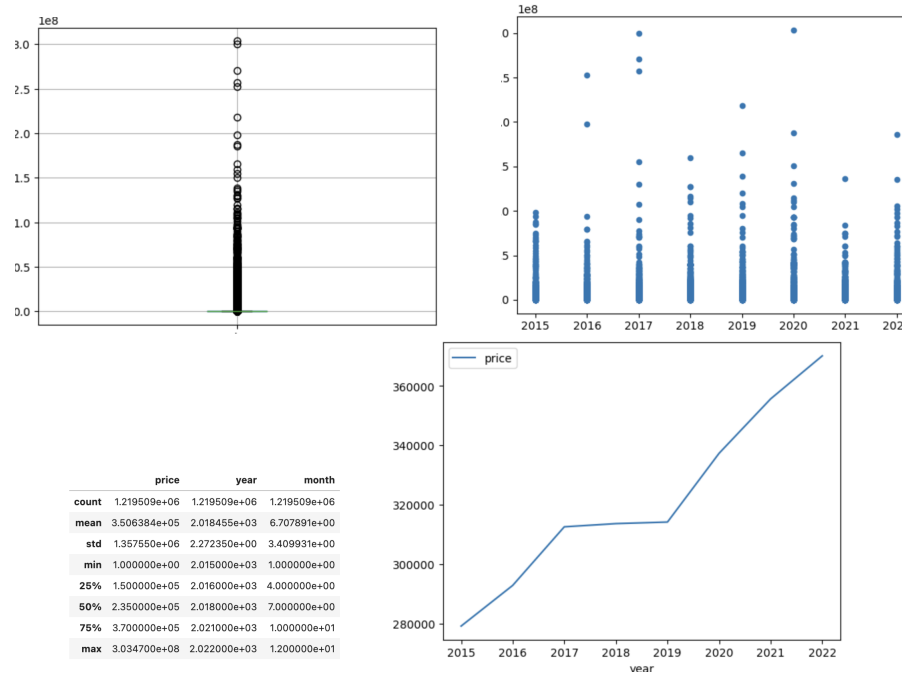 1e8
3.0
2.5
2.0
1.5
1.0
0.5
0.0
1e8
.0
.5
.0
.5
.0
.5
.0
2015 2016 2017 2018 2019 2020 2021 202
price
360000
340000
320000
300000
280000
2015 2016 2017 2018 2019 2020 2021 2022
year
price year month
count 1.219509e+06 1.219509e+06 1.219509e+06
mean 3.506384e+05 2.018455e+03 6.707891e+00
std 1.357550e+06 2.272350e+00 3.409931e+00
min 1.000000e+00 2.015000e+03 1.000000e+00
25% 1.500000e+05 2.016000e+03 4.000000e+00
50% 2.350000e+05 2.018000e+03 7.000000e+00
75% 3.700000e+05 2.021000e+03 1.000000e+01
max 3.034700e+08 2.022000e+03 1.200000e+01